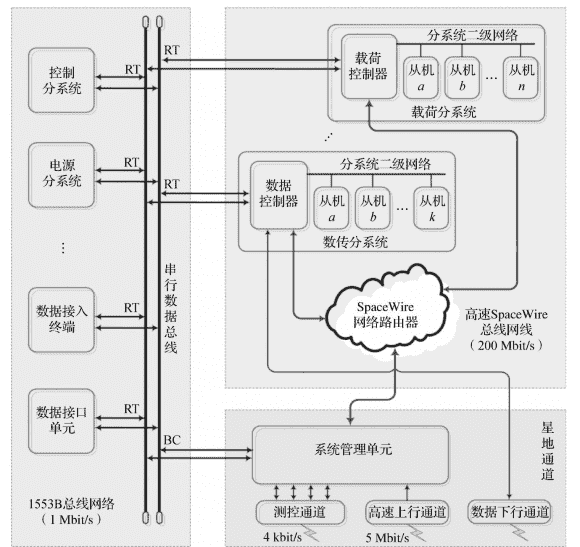 控制
分系统
RT
电源
分系统
RT
⋮
数据接入
终端
RT
数据接口
单元
RT
1553B总线网络
(1 Mbit/s)
串行数据总线
RT
RT
BC
载荷
控制器
分系统二级网络
从机
a
从机
b
…
从机
n
载荷分系统
…
数据
控制器
分系统二级网络
从机
a
从机
b
…
从机
k
数传分系统
SpaceWire
网络路由器
高速SpaceWire
总线网线
(200 Mbit/s)
系统管理单元
星地通道
测控通道
高速上行通道
数据下行通道
4 kbit/s
5 Mbit/s